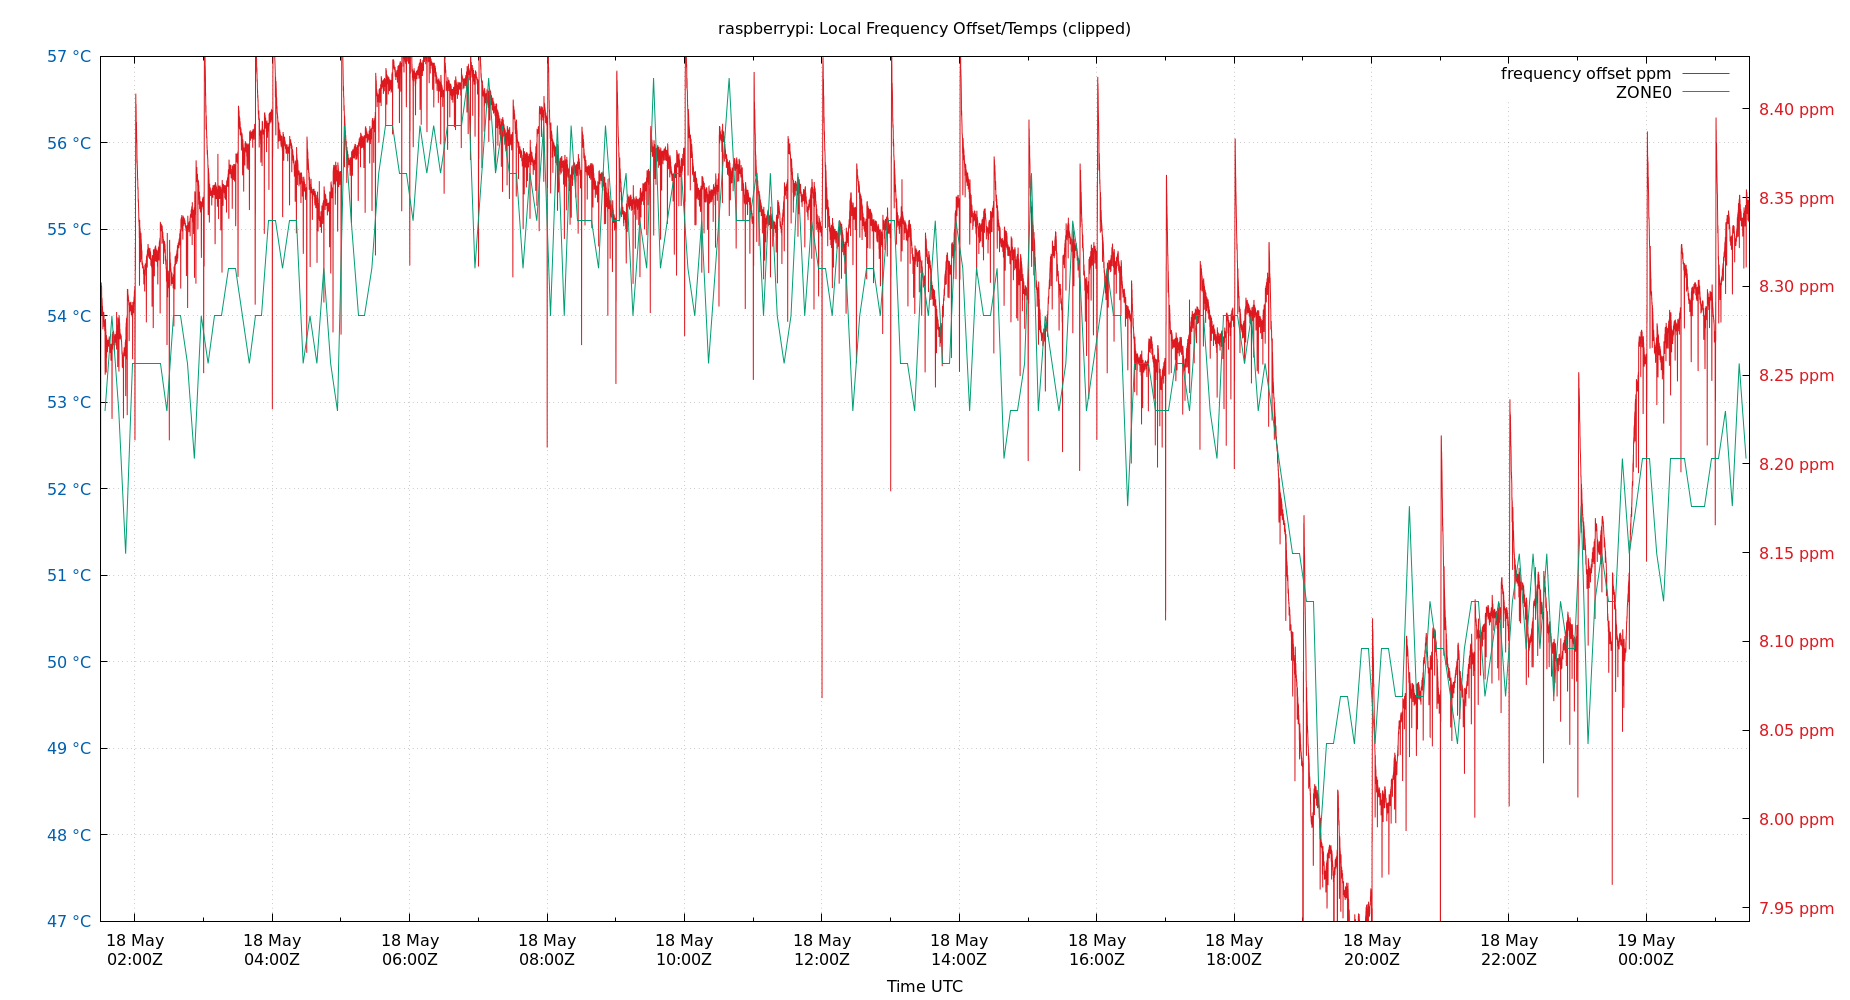 raspberrypi: Local Frequency Offset/Temps (clipped)
57 °C
56 °C
55 °C
54 °C
53 °C
52 °C
51 °C
50 °C
49 °C
48 °C
47 °C
frequency offset ppm
ZONE0
8.40 ppm
8.35 ppm
8.30 ppm
8.25 ppm
8.20 ppm
8.15 ppm
8.10 ppm
8.05 ppm
8.00 ppm
7.95 ppm
18 May 18 May 18 May 18 May 18 May 18 May 18 May 18 May 18 May 18 May 18 May 19 May
02:00Z 04:00Z 06:00Z 08:00Z 10:00Z 12:00Z 14:00Z 16:00Z 18:00Z 20:00Z 22:00Z 00:00Z
Time UTC